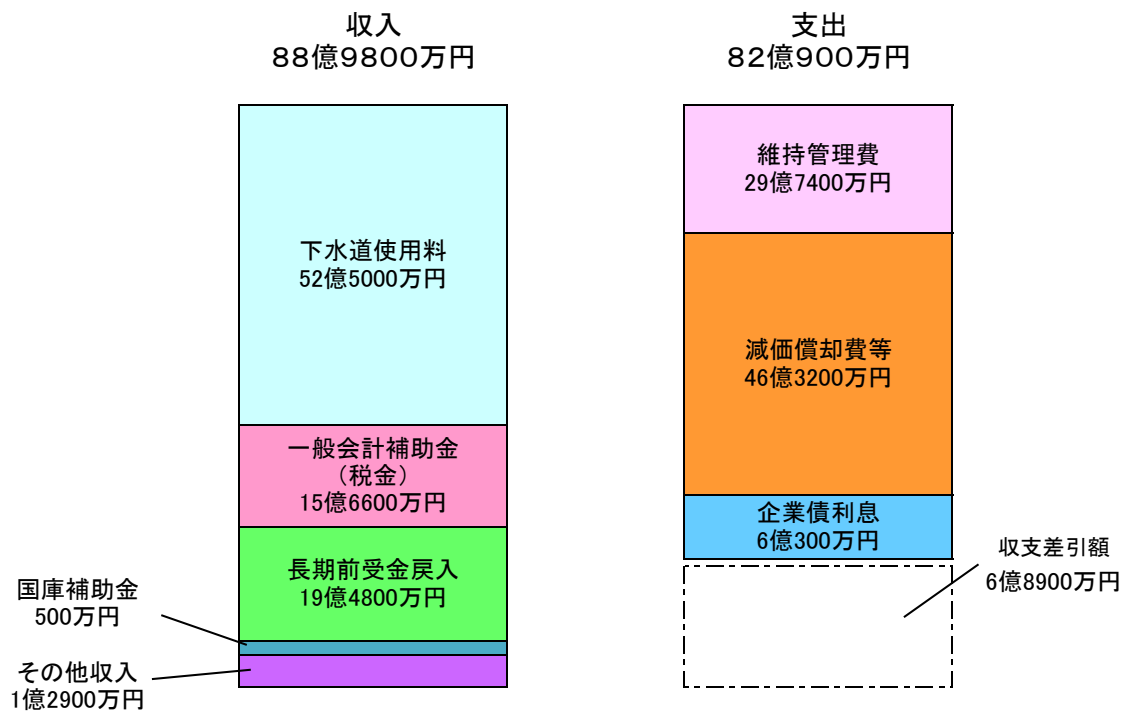 収入
88億9800万円
下水道使用料
52億5000万円
一般会計補助金
(税金)
15億6600万円
長期前受金戻入
19億4800万円
国庫補助金
500万円
その他収入
1億2900万円
支出
82億900万円
維持管理費
29億7400万円
減価償却費等
46億3200万円
企業債利息
6億300万円
収支差引額
6億8900万円